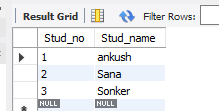 Result Grid Filter Rows:
Stud_no Stud_name
1 ankush
2 Sana
3 Sonker
NULL NULL